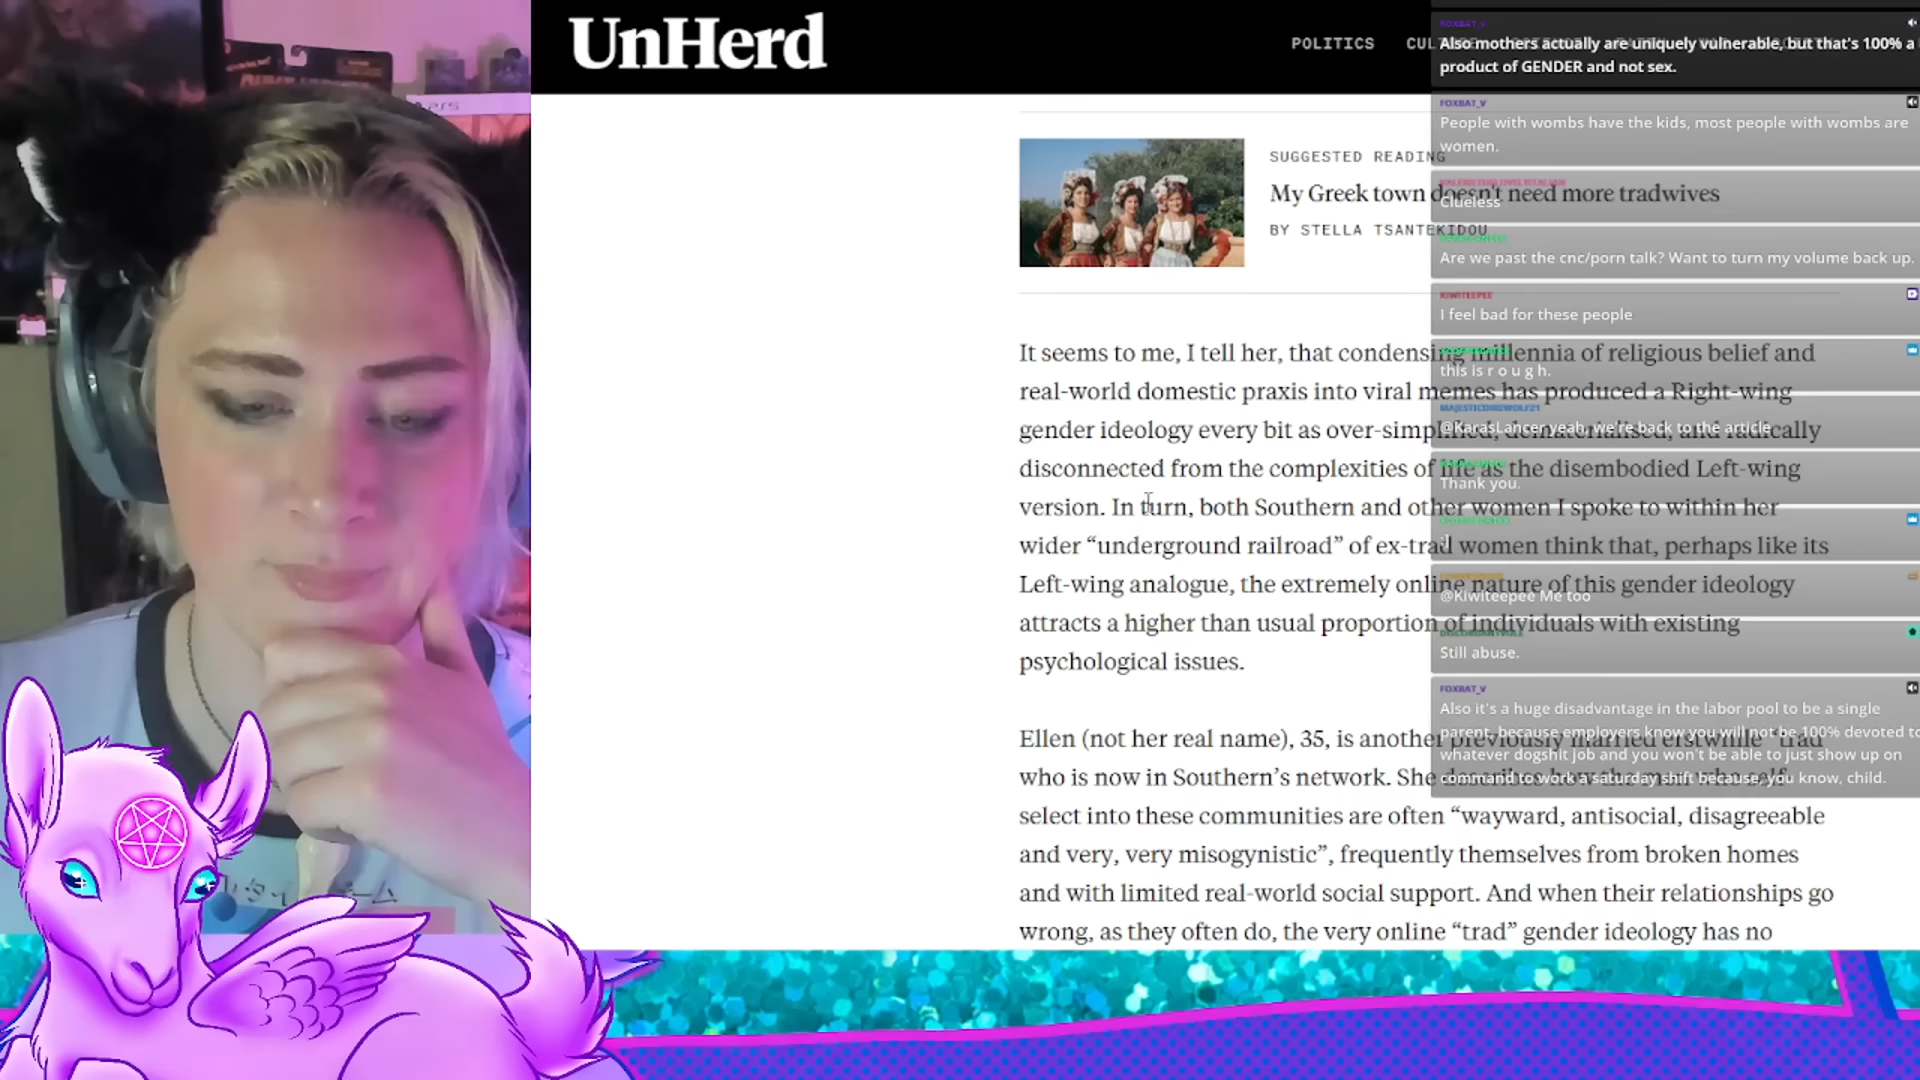 UnHerd
POLITICS
SUGGESTED READING
My Greek town doesn't need more tradwives
BY STELLA TSANTEKIDOU
It seems to me, I tell her, that condensing millennia of religious belief and
real-world domestic praxis into viral memes has produced a Right-wing
gender ideology every bit as over-simplified, dematerialised, and radically
disconnected from the complexities of life as the disembodied Left-wing
version. In turn, both Southern and other women I spoke to within her
wider “underground railroad” of ex-trad women think that, perhaps like its
Left-wing analogue, the extremely online nature of this gender ideology
attracts a higher than usual proportion of individuals with existing
psychological issues.
Ellen (not her real name), 35, is another previously married erstwhile “trad”
who is now in Southern’s network. She describes how the men who self-
select into these communities are often “wayward, antisocial, disagreeable
and very, very misogynistic”, frequently themselves from broken homes
and with limited real-world social support. And when their relationships go
wrong, as they often do, the very online “trad” gender ideology has no
FOXBAT_V
Also mothers actually are uniquely vulnerable, but that's 100% a
product of GENDER and not sex.
FOXBAT_V
People with wombs have the kids, most people with wombs are
women.
Clueless
Are we past the cnc/porn talk? Want to turn my volume back up.
KIWITEEPEE
I feel bad for these people
this is r o u g h.
MAJESTICDIREWOLF21
@KarasLancer yeah, we're back to the article
Thank you.
:]
@Kiwiteepee Me too
Still abuse.
FOXBAT_V
Also it's a huge disadvantage in the labor pool to be a single
parent, because employers know you will not be 100% devoted to
whatever dogshit job and you won't be able to just show up on
command to work a saturday shift because, you know, child.